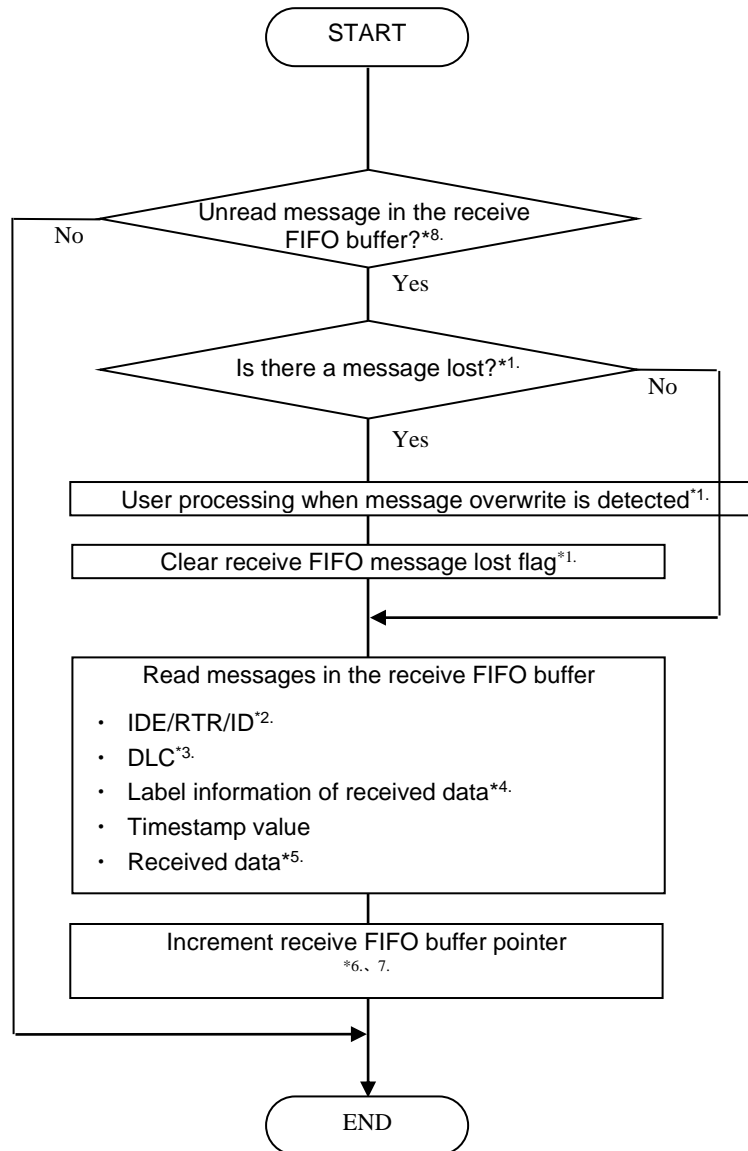 START
Unread message in the receive
FIFO buffer?*8.
No
Yes
Is there a message lost?*1.
No
Yes
User processing when message overwrite is detected*1.
Clear receive FIFO message lost flag*1.
Read messages in the receive FIFO buffer
・ IDE/RTR/ID*2.
・ DLC*3.
・ Label information of received data*4.
・ Timestamp value
・ Received data*5.
Increment receive FIFO buffer pointer
*6.、7.
END